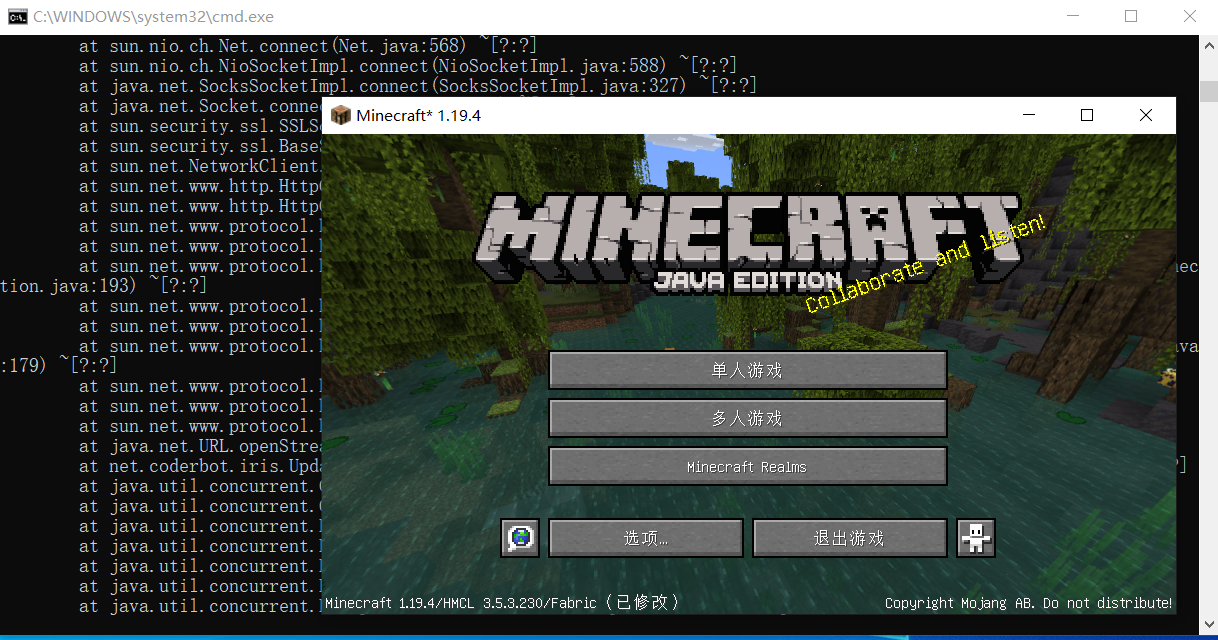 C:\WINDOWS\system32\cmd.exe
at sun.nio.ch.Net.connect(Net.java:568) ~[?:?]
at sun.nio.ch.NioSocketImpl.connect(NioSocketImpl.java:588) ~[?:?]
at java.net.SocksSocketImpl.connect(SocksSocketImpl.java:327) ~[?:?]
at java.net.Socket.conne
at sun.security.ssl.SSLS
at sun.security.ssl.Base
at sun.net.NetworkClient.
at sun.net.www.http.Http
at sun.net.www.http.Http
at sun.net.www.protocol.
at sun.net.www.protocol.
at sun.net.www.protocol.
tion.java:193) ~[?:?]
at sun.net.www.protocol.
at sun.net.www.protocol.
at sun.net.www.protocol.
:179) ~[?:?]
at sun.net.www.protocol.
at sun.net.www.protocol.
at sun.net.www.protocol.
at java.net.URL.openStrea
at net.coderbot.iris.Upda
at java.util.concurrent.
at java.util.concurrent.
at java.util.concurrent.
at java.util.concurrent.
at java.util.concurrent.
at java.util.concurrent.
at java.util.concurrent.
Minecraft* 1.19.4
MINECRAFT
JAVA EDITION
Collaborate and listen!
单人游戏
多人游戏
Minecraft Realms
选项...
退出游戏
Minecraft 1.19.4/HMCL 3.5.3.230/Fabric（已修改）
Copyright Mojang AB. Do not distribute!